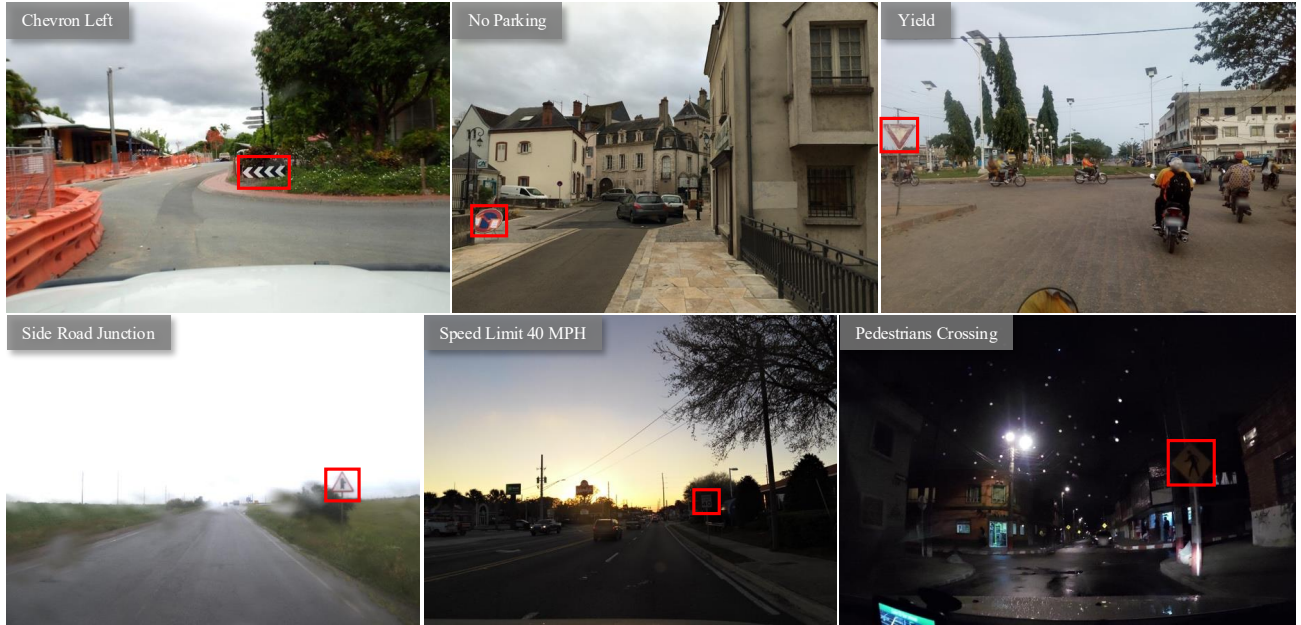 Chevron Left
No Parking
Yield
Side Road Junction
Speed Limit 40 MPH
Pedestrians Crossing